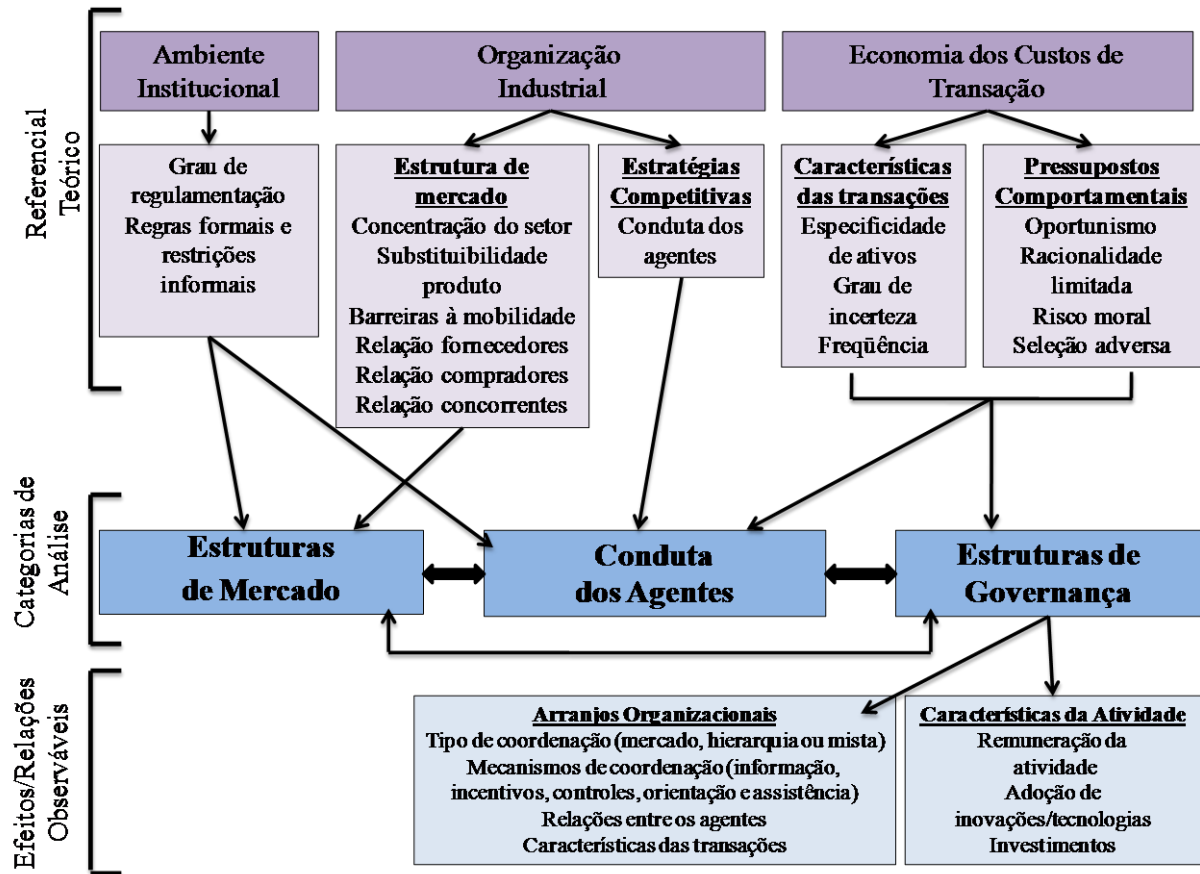 Referencial
Teórico
Ambiente
Institucional
Organização
Industrial
Economia dos Custos de
Transação
Grau de
regulamentação
Regras formais e
restrições
informais
Estrutura de
mercado
Concentração do setor
Substituibilidade
produto
Barreiras à mobilidade
Relação fornecedores
Relação compradores
Relação concorrentes
Estratégias
Competitivas
Conduta dos
agentes
Características
das transações
Especificidade
de ativos
Grau de
incerteza
Freqüência
Pressupostos
Comportamentais
Oportunismo
Racionalidade
limitada
Risco moral
Seleção adversa
Categorias de
Análise
Estruturas
de Mercado
Conduta
dos Agentes
Estruturas de
Governança
Efeitos/Relações
Observáveis
Arranjos Organizacionais
Tipo de coordenação (mercado, hierarquia ou mista)
Mecanismos de coordenação (informação,
incentivos, controles, orientação e assistência)
Relações entre os agentes
Características das transações
Características da Atividade
Remuneração da
atividade
Adoção de
inovações/tecnologias
Investimentos